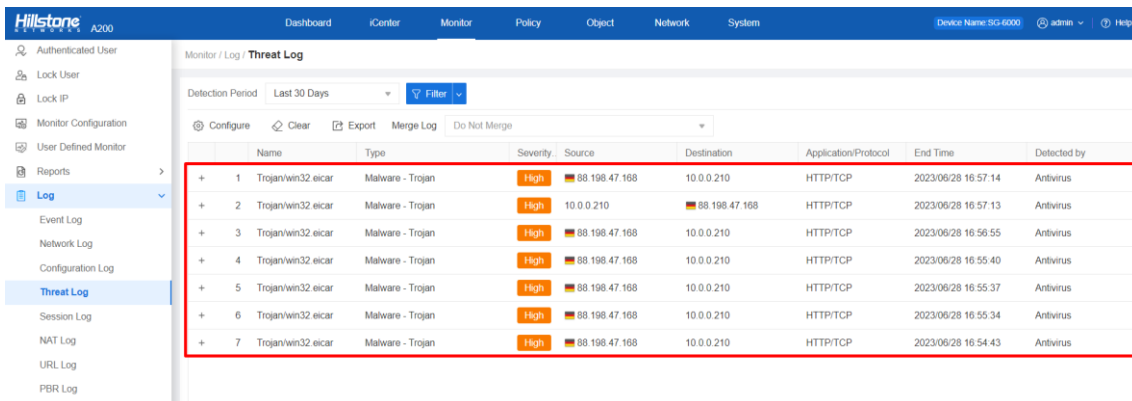 Hillstone
NETWORKS A200
Dashboard iCenter Monitor Policy Object Network System Device Name:SG-6000 admin Help
Authenticated User
Lock User
Lock IP
Monitor Configuration
User Defined Monitor
Reports
Log
Event Log
Network Log
Configuration Log
Threat Log
Session Log
NAT Log
URL Log
PBR Log
Monitor / Log / Threat Log
Detection Period Last 30 Days Filter
Configure Clear Export Merge Log Do Not Merge
Name Type Severity.. Source Destination Application/Protocol End Time Detected by
+ 1 Trojan/win32.eicar Malware - Trojan High 88.198.47.168 10.0.0.210 HTTP/TCP 2023/06/28 16:57:14 Antivirus
+ 2 Trojan/win32.eicar Malware - Trojan High 10.0.0.210 88.198.47.168 HTTP/TCP 2023/06/28 16:57:13 Antivirus
+ 3 Trojan/win32.eicar Malware - Trojan High 88.198.47.168 10.0.0.210 HTTP/TCP 2023/06/28 16:56:55 Antivirus
+ 4 Trojan/win32.eicar Malware - Trojan High 88.198.47.168 10.0.0.210 HTTP/TCP 2023/06/28 16:55:40 Antivirus
+ 5 Trojan/win32.eicar Malware - Trojan High 88.198.47.168 10.0.0.210 HTTP/TCP 2023/06/28 16:55:37 Antivirus
+ 6 Trojan/win32.eicar Malware - Trojan High 88.198.47.168 10.0.0.210 HTTP/TCP 2023/06/28 16:55:34 Antivirus
+ 7 Trojan/win32.eicar Malware - Trojan High 88.198.47.168 10.0.0.210 HTTP/TCP 2023/06/28 16:54:43 Antivirus